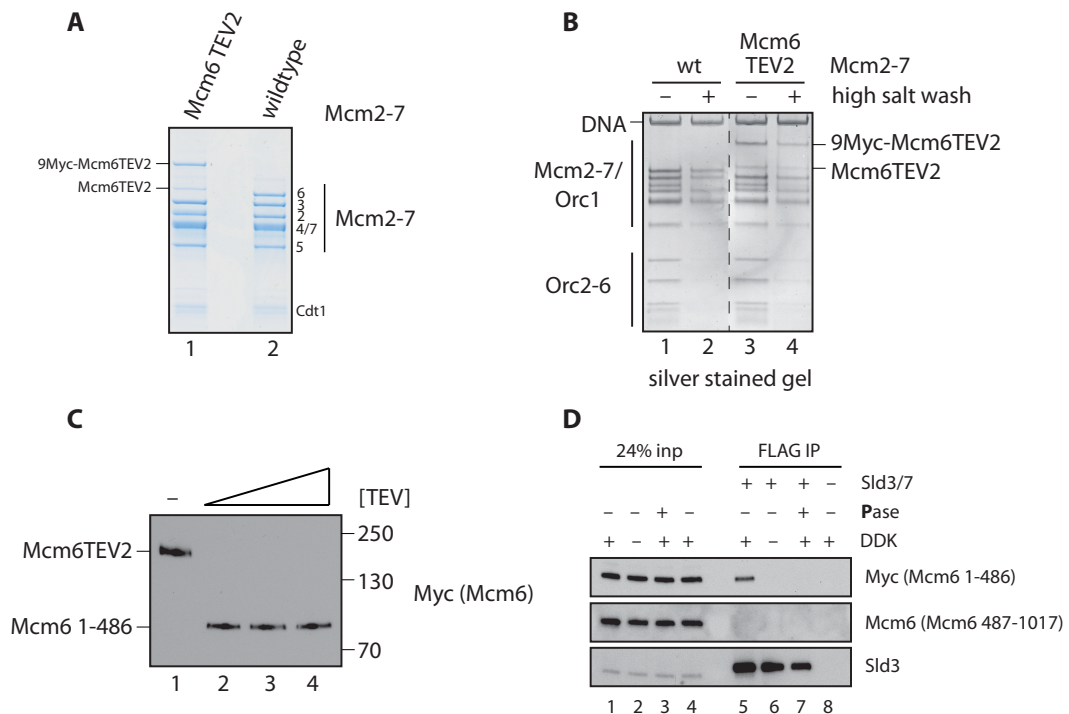 A
Mcm6 TEV2
wildtype
Mcm2-7
9Myc-Mcm6TEV2
Mcm6TEV2
6
3
2
4/7
5
Mcm2-7
Cdt1
1 2
B
Mcm6
wt TEV2 Mcm2-7
– + – + high salt wash
DNA
9Myc-Mcm6TEV2
Mcm2-7/
Orc1
Mcm6TEV2
Orc2-6
1 2 3 4
silver stained gel
C
– [TEV]
Mcm6TEV2
250
130
Myc (Mcm6)
Mcm6 1-486
70
1 2 3 4
D
24% inp FLAG IP
+ + + – Sld3/7
– – + – – – + – Pase
+ – + + + – + + DDK
Myc (Mcm6 1-486)
Mcm6 (Mcm6 487-1017)
Sld3
1 2 3 4 5 6 7 8